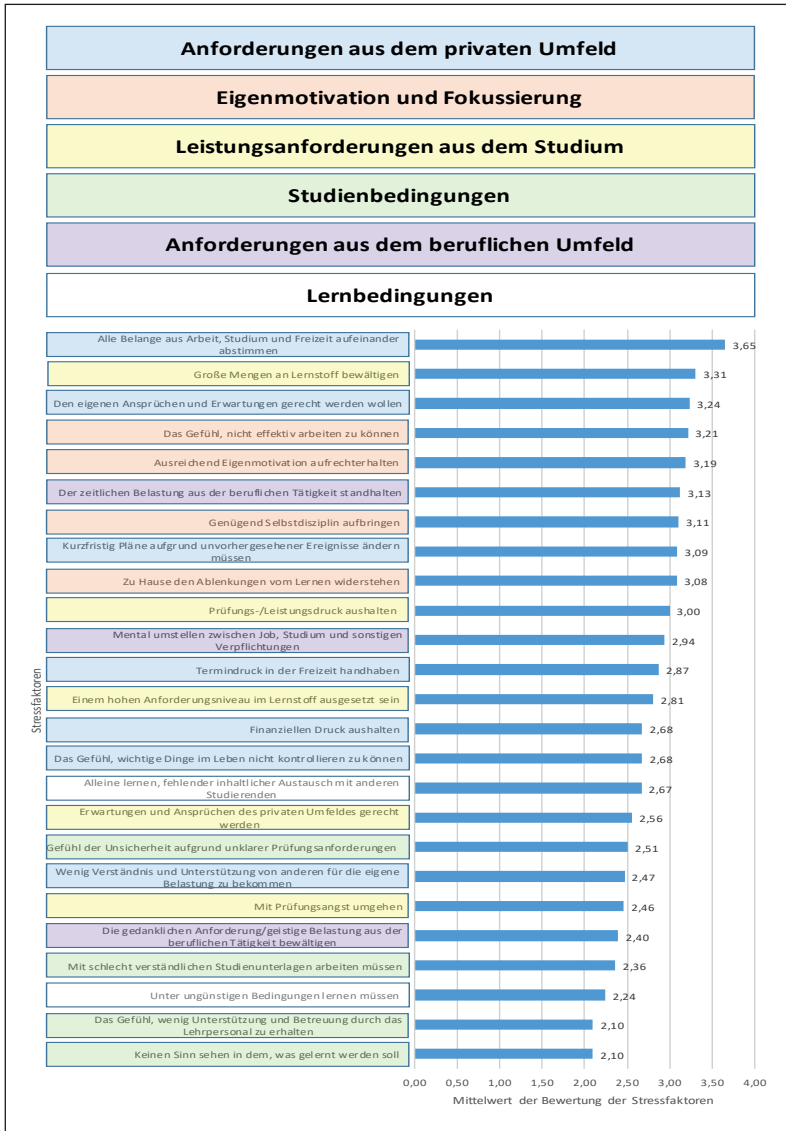 Anforderungen aus dem privaten Umfeld
Eigenmotivation und Fokussierung
Leistungsanforderungen aus dem Studium
Studienbedingungen
Anforderungen aus dem beruflichen Umfeld
Lernbedingungen
Stressfaktoren
Alle Belange aus Arbeit, Studium und Freizeit aufeinander
abstimmen
3,65
Große Mengen an Lernstoff bewältigen
3,31
Den eigenen Ansprüchen und Erwartungen gerecht werden wollen
3,24
Das Gefühl, nicht effektiv arbeiten zu können
3,21
Ausreichend Eigenmotivation aufrechterhalten
3,19
Der zeitlichen Belastung aus der beruflichen Tätigkeit standhalten
3,13
Genügend Selbstdisziplin aufbringen
3,11
Kurzfristig Pläne aufgrund unvorhergesehener Ereignisse ändern
müssen
3,09
Zu Hause den Ablenkungen vom Lernen widerstehen
3,08
Prüfungs-/Leistungsdruck aushalten
3,00
Mental umstellen zwischen Job, Studium und sonstigen
Verpflichtungen
2,94
Termindruck in der Freizeit handhaben
2,87
Einem hohen Anforderungsniveau im Lernstoff ausgesetzt sein
2,81
Finanziellen Druck aushalten
2,68
Das Gefühl, wichtige Dinge im Leben nicht kontrollieren zu können
2,68
Alleine lernen, fehlender inhaltlicher Austausch mit anderen
Studierenden
2,67
Erwartungen und Ansprüchen des privaten Umfeldes gerecht
werden
2,56
Gefühl der Unsicherheit aufgrund unklarer Prüfungsanforderungen
2,51
Wenig Verständnis und Unterstützung von anderen für die eigene
Belastung zu bekommen
2,47
Mit Prüfungsangst umgehen
2,46
Die gedanklichen Anforderung/geistige Belastung aus der
beruflichen Tätigkeit bewältigen
2,40
Mit schlecht verständlichen Studienunterlagen arbeiten müssen
2,36
Unter ungünstigen Bedingungen lernen müssen
2,24
Das Gefühl, wenig Unterstützung und Betreuung durch das
Lehrpersonal zu erhalten
2,10
Keinen Sinn sehen in dem, was gelernt werden soll
2,10
0,00 0,50 1,00 1,50 2,00 2,50 3,00 3,50 4,00
Mittelwert der Bewertung der Stressfaktoren